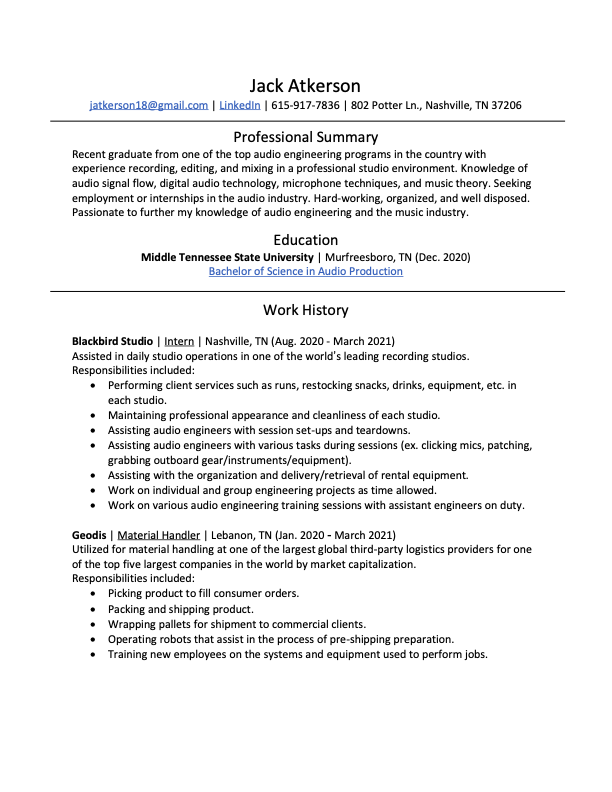 Jack Atkerson
jatkerson18@gmail.com | LinkedIn | 615-917-7836 | 802 Potter Ln., Nashville, TN 37206
Professional Summary
Recent graduate from one of the top audio engineering programs in the country with
experience recording, editing, and mixing in a professional studio environment. Knowledge of
audio signal flow, digital audio technology, microphone techniques, and music theory. Seeking
employment or internships in the audio industry. Hard-working, organized, and well disposed.
Passionate to further my knowledge of audio engineering and the music industry.
Education
Middle Tennessee State University | Murfreesboro, TN (Dec. 2020)
Bachelor of Science in Audio Production
Work History
Blackbird Studio | Intern | Nashville, TN (Aug. 2020 - March 2021)
Assisted in daily studio operations in one of the world's leading recording studios.
Responsibilities included:
• Performing client services such as runs, restocking snacks, drinks, equipment, etc. in
each studio.
• Maintaining professional appearance and cleanliness of each studio.
• Assisting audio engineers with session set-ups and teardowns.
• Assisting audio engineers with various tasks during sessions (ex. clicking mics, patching,
grabbing outboard gear/instruments/equipment).
• Assisting with the organization and delivery/retrieval of rental equipment.
• Work on individual and group engineering projects as time allowed.
• Work on various audio engineering training sessions with assistant engineers on duty.
Geodis | Material Handler | Lebanon, TN (Jan. 2020 - March 2021)
Utilized for material handling at one of the largest global third-party logistics providers for one
of the top five largest companies in the world by market capitalization.
Responsibilities included:
• Picking product to fill consumer orders.
• Packing and shipping product.
• Wrapping pallets for shipment to commercial clients.
• Operating robots that assist in the process of pre-shipping preparation.
• Training new employees on the systems and equipment used to perform jobs.